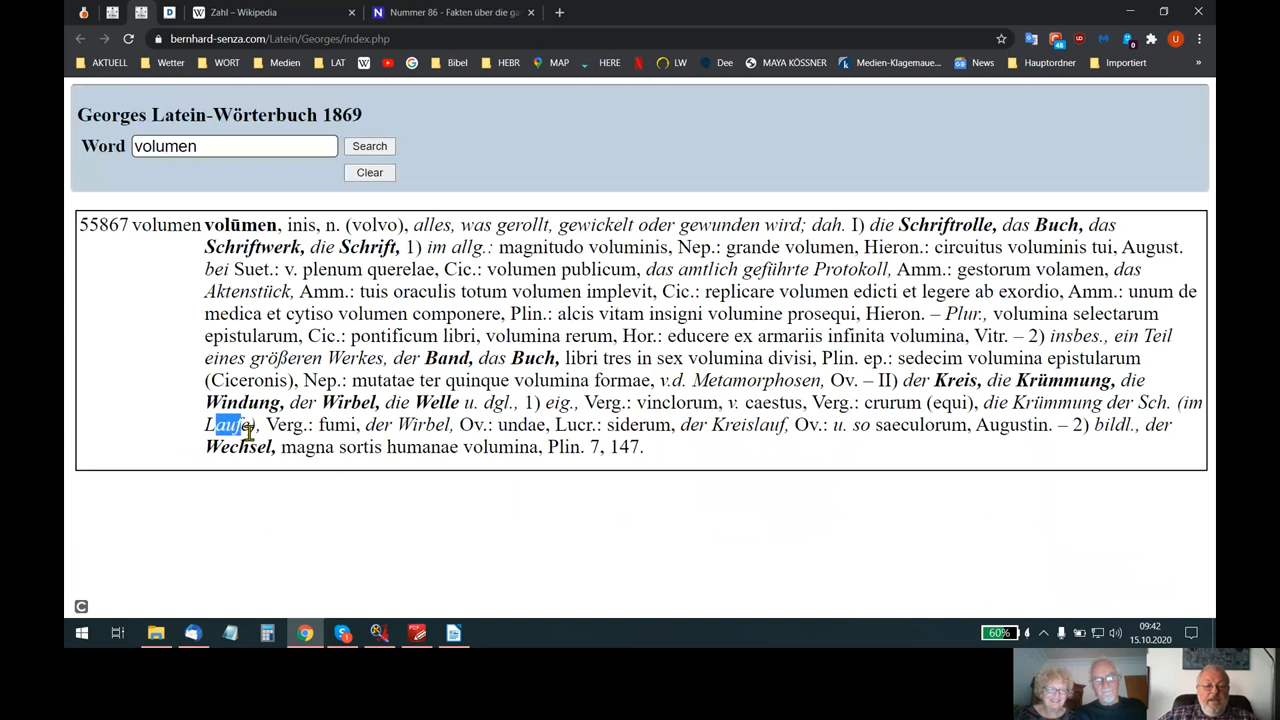 Zahl – Wikipedia
Nummer 86 - Fakten über die ga
bernhard-senza.com/Latein/Georges/index.php
AKTUELL Wetter WORT Medien LAT Bibel HEBR MAP HERE LW Dee MAYA KÖSSNER Medien-Klagemaue... News Hauptordner Importiert »
Georges Latein-Wörterbuch 1869
Word volumen Search
Clear
55867 volumen volūmen, inis, n. (volvo), alles, was gerollt, gewickelt oder gewunden wird; dah. I) die Schriftrolle, das Buch, das
Schriftwerk, die Schrift, 1) im allg.: magnitudo voluminis, Nep.: grande volumen, Hieron.: circuitus voluminis tui, August.
bei Suet.: v. plenum querelae, Cic.: volumen publicum, das amtlich geführte Protokoll, Amm.: gestorum volamen, das
Aktenstück, Amm.: tuis oraculis totum volumen implevit, Cic.: replicare volumen edicti et legere ab exordio, Amm.: unum de
medica et cytiso volumen componere, Plin.: alcis vitam insigni volumine prosequi, Hieron. – Plur., volumina selectarum
epistularum, Cic.: pontificum libri, volumina rerum, Hor.: educere ex armariis infinita volumina, Vitr. – 2) insbes., ein Teil
eines größeren Werkes, der Band, das Buch, libri tres in sex volumina divisi, Plin. ep.: sedecim volumina epistularum
(Ciceronis), Nep.: mutatae ter quinque volumina formae, v.d. Metamorphosen, Ov. – II) der Kreis, die Krümmung, die
Windung, der Wirbel, die Welle u. dgl., 1) eig., Verg.: vinclorum, v. caestus, Verg.: crurum (equi), die Krümmung der Sch. (im
Laufe), Verg.: fumi, der Wirbel, Ov.: undae, Lucr.: siderum, der Kreislauf, Ov.: u. so saeculorum, Augustin. – 2) bildl., der
Wechsel, magna sortis humanae volumina, Plin. 7, 147.
60% 09:42
15.10.2020